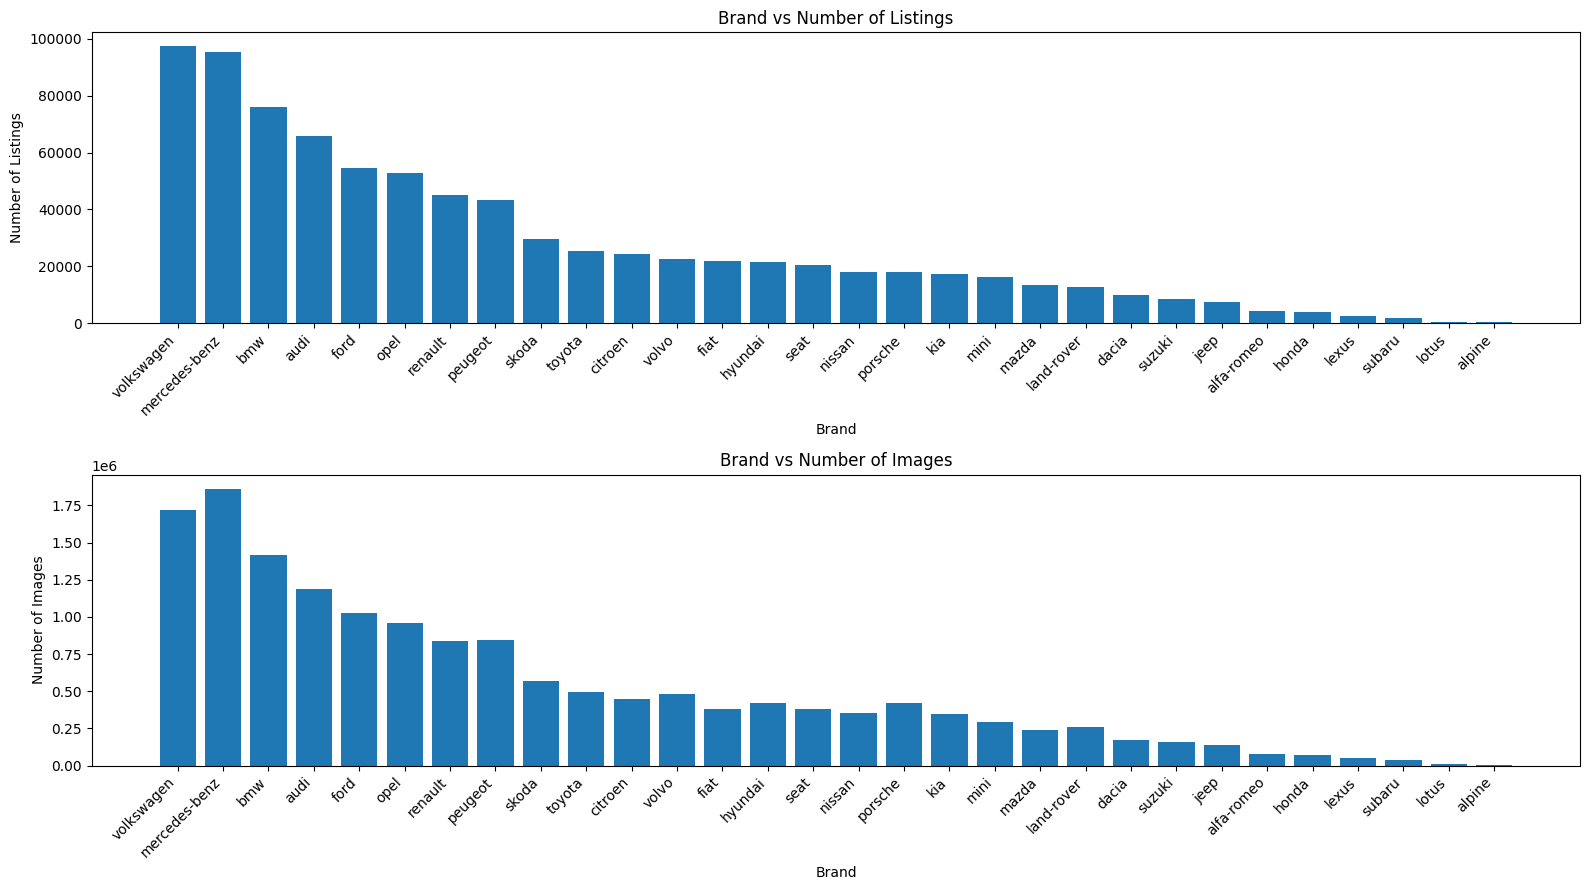 Brand vs Number of Listings
100000
80000
60000
40000
20000
0
Number of Listings
volkswagen
mercedes-benz
bmw
audi
ford
opel
renault
peugeot
skoda
toyota
citroen
volvo
fiat
hyundai
seat
nissan
porsche
kia
mini
mazda
land-rover
dacia
suzuki
jeep
alfa-romeo
honda
lexus
subaru
lotus
alpine
Brand
Brand vs Number of Images
1e6
1.75
1.50
1.25
1.00
0.75
0.50
0.25
0.00
Number of Images
volkswagen
mercedes-benz
bmw
audi
ford
opel
renault
peugeot
skoda
toyota
citroen
volvo
fiat
hyundai
seat
nissan
porsche
kia
mini
mazda
land-rover
dacia
suzuki
jeep
alfa-romeo
honda
lexus
subaru
lotus
alpine
Brand